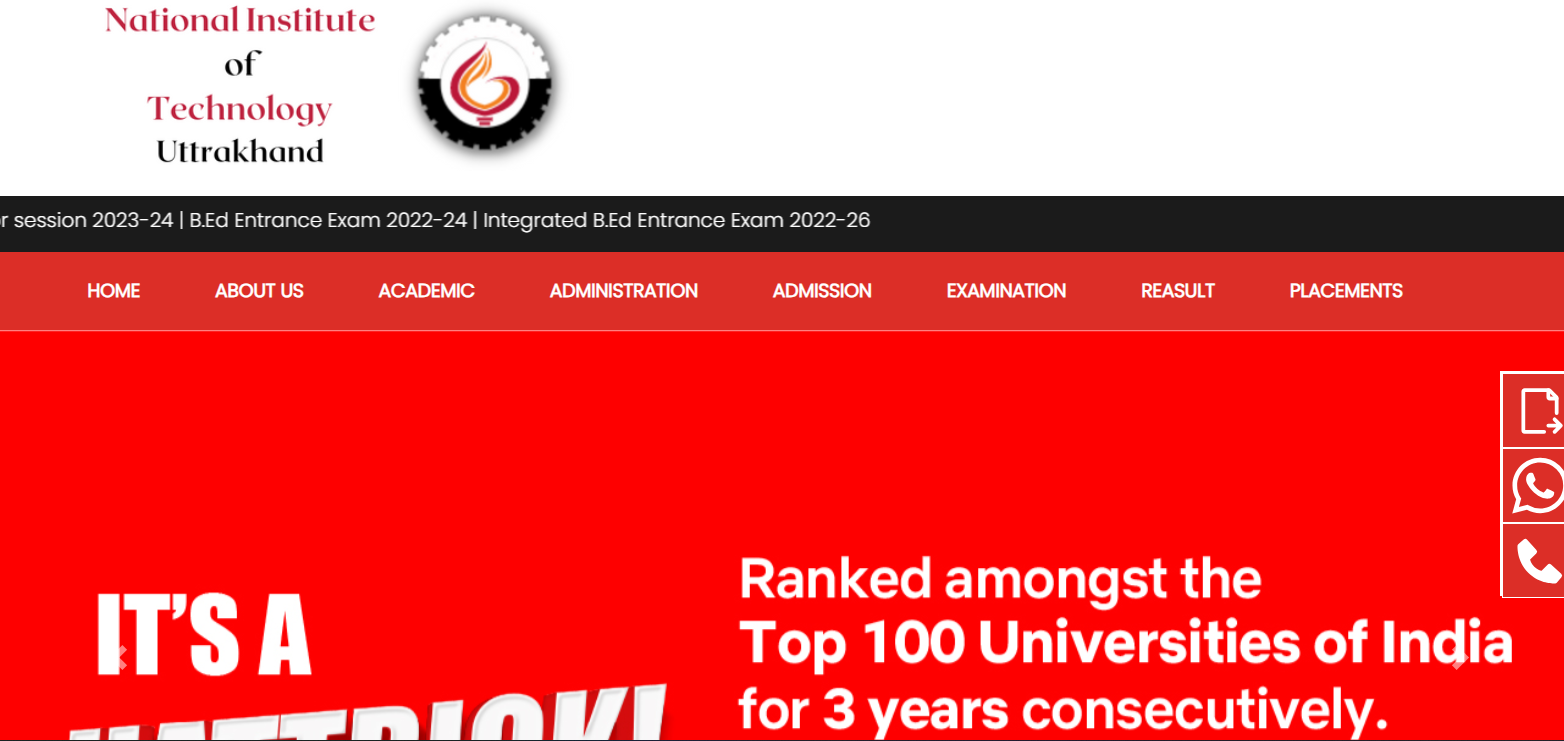 National Institute
of
Technology
Uttrakhand
r session 2023-24 | B.Ed Entrance Exam 2022-24 | Integrated B.Ed Entrance Exam 2022-26
HOME ABOUT US ACADEMIC ADMINISTRATION ADMISSION EXAMINATION REASULT PLACEMENTS
IT'S A
HATTRICK!
Ranked amongst the
Top 100 Universities of India
for 3 years consecutively.